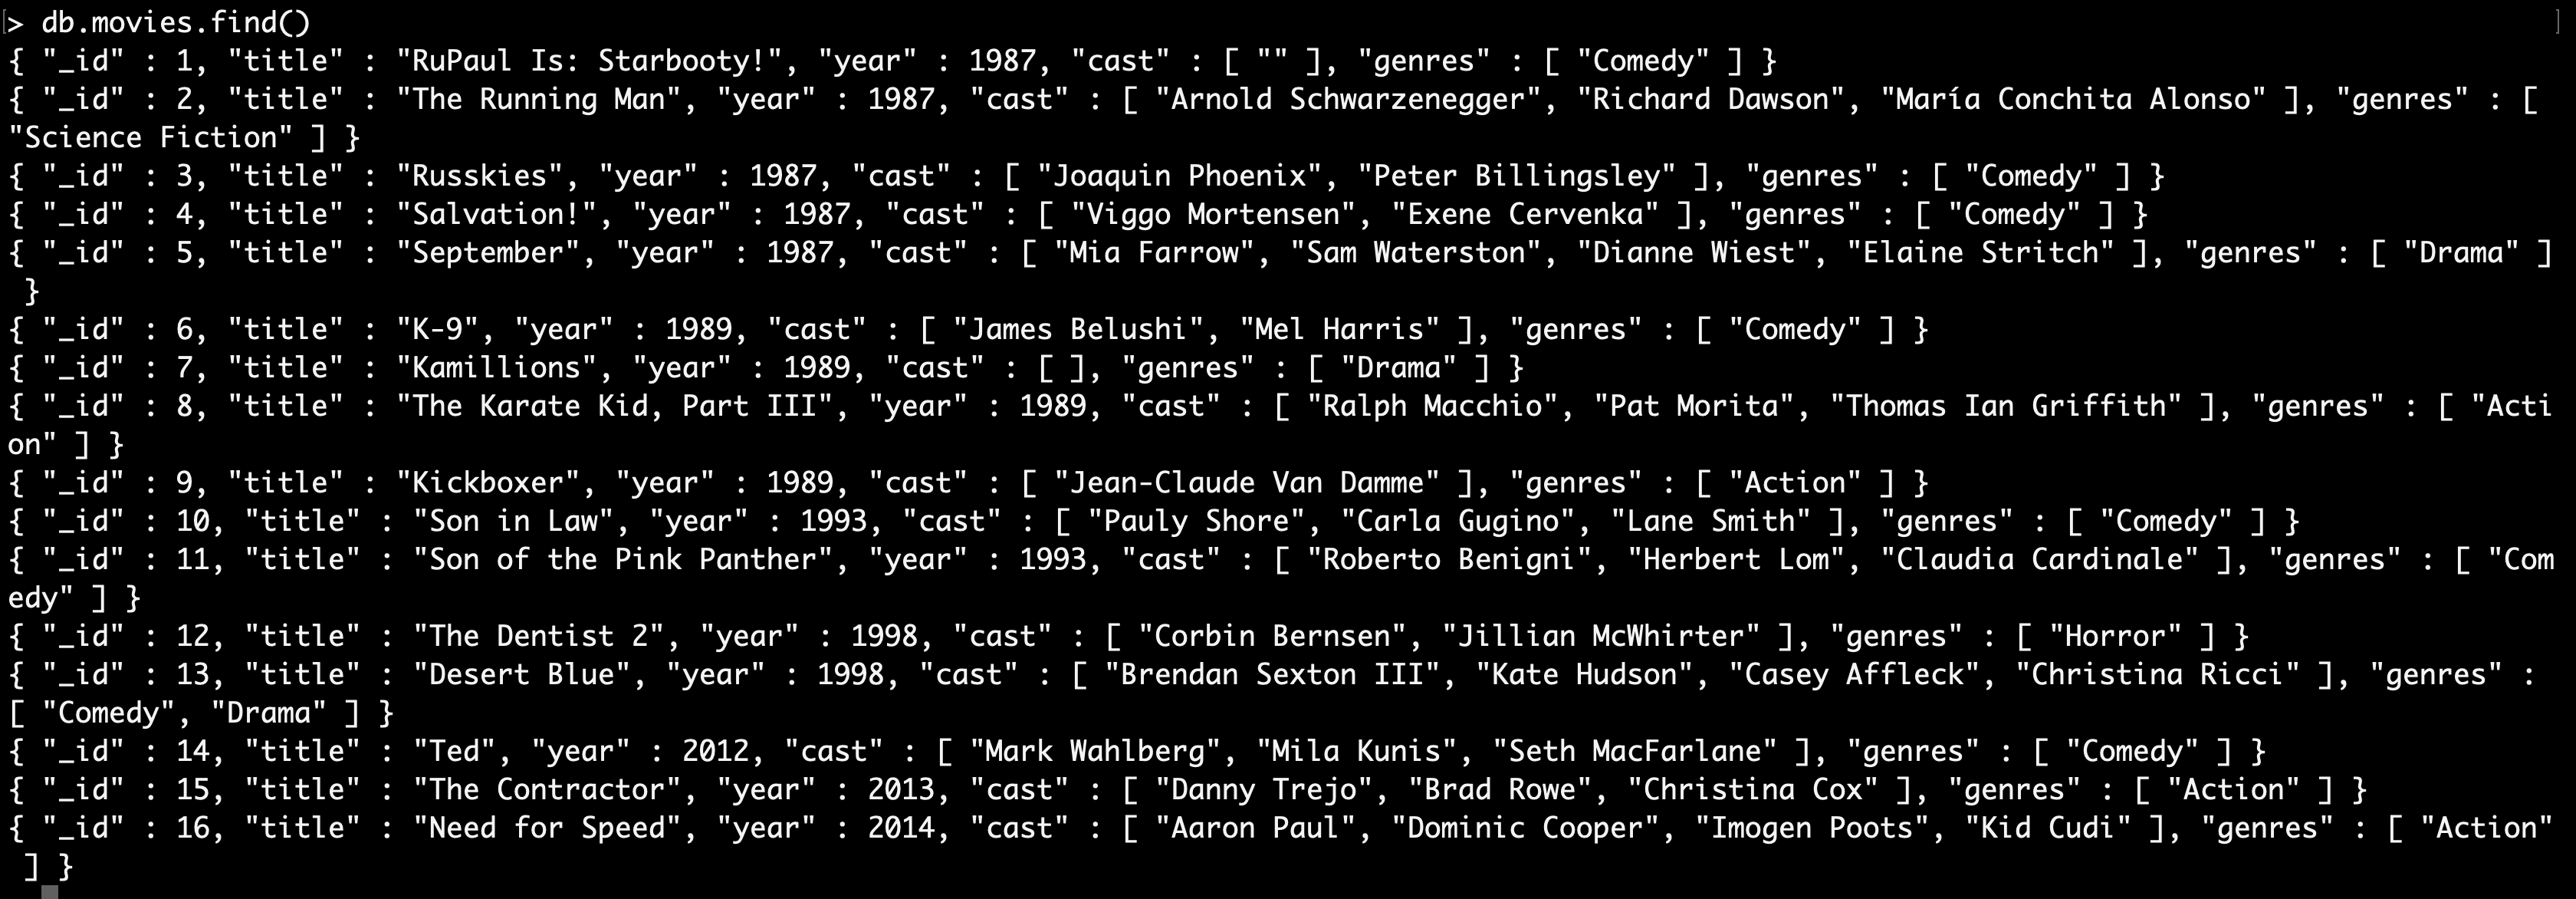 > db.movies.find()
{ "_id" : 1, "title" : "RuPaul Is: Starbooty!", "year" : 1987, "cast" : [ "" ], "genres" : [ "Comedy" ] }
{ "_id" : 2, "title" : "The Running Man", "year" : 1987, "cast" : [ "Arnold Schwarzenegger", "Richard Dawson", "María Conchita Alonso" ], "genres" : [
"Science Fiction" ] }
{ "_id" : 3, "title" : "Russkies", "year" : 1987, "cast" : [ "Joaquin Phoenix", "Peter Billingsley" ], "genres" : [ "Comedy" ] }
{ "_id" : 4, "title" : "Salvation!", "year" : 1987, "cast" : [ "Viggo Mortensen", "Exene Cervenka" ], "genres" : [ "Comedy" ] }
{ "_id" : 5, "title" : "September", "year" : 1987, "cast" : [ "Mia Farrow", "Sam Waterston", "Dianne Wiest", "Elaine Stritch" ], "genres" : [ "Drama" ]
 }
{ "_id" : 6, "title" : "K-9", "year" : 1989, "cast" : [ "James Belushi", "Mel Harris" ], "genres" : [ "Comedy" ] }
{ "_id" : 7, "title" : "Kamillions", "year" : 1989, "cast" : [ ], "genres" : [ "Drama" ] }
{ "_id" : 8, "title" : "The Karate Kid, Part III", "year" : 1989, "cast" : [ "Ralph Macchio", "Pat Morita", "Thomas Ian Griffith" ], "genres" : [ "Acti
on" ] }
{ "_id" : 9, "title" : "Kickboxer", "year" : 1989, "cast" : [ "Jean-Claude Van Damme" ], "genres" : [ "Action" ] }
{ "_id" : 10, "title" : "Son in Law", "year" : 1993, "cast" : [ "Pauly Shore", "Carla Gugino", "Lane Smith" ], "genres" : [ "Comedy" ] }
{ "_id" : 11, "title" : "Son of the Pink Panther", "year" : 1993, "cast" : [ "Roberto Benigni", "Herbert Lom", "Claudia Cardinale" ], "genres" : [ "Com
edy" ] }
{ "_id" : 12, "title" : "The Dentist 2", "year" : 1998, "cast" : [ "Corbin Bernsen", "Jillian McWhirter" ], "genres" : [ "Horror" ] }
{ "_id" : 13, "title" : "Desert Blue", "year" : 1998, "cast" : [ "Brendan Sexton III", "Kate Hudson", "Casey Affleck", "Christina Ricci" ], "genres" :
[ "Comedy", "Drama" ] }
{ "_id" : 14, "title" : "Ted", "year" : 2012, "cast" : [ "Mark Wahlberg", "Mila Kunis", "Seth MacFarlane" ], "genres" : [ "Comedy" ] }
{ "_id" : 15, "title" : "The Contractor", "year" : 2013, "cast" : [ "Danny Trejo", "Brad Rowe", "Christina Cox" ], "genres" : [ "Action" ] }
{ "_id" : 16, "title" : "Need for Speed", "year" : 2014, "cast" : [ "Aaron Paul", "Dominic Cooper", "Imogen Poots", "Kid Cudi" ], "genres" : [ "Action"
 ] }